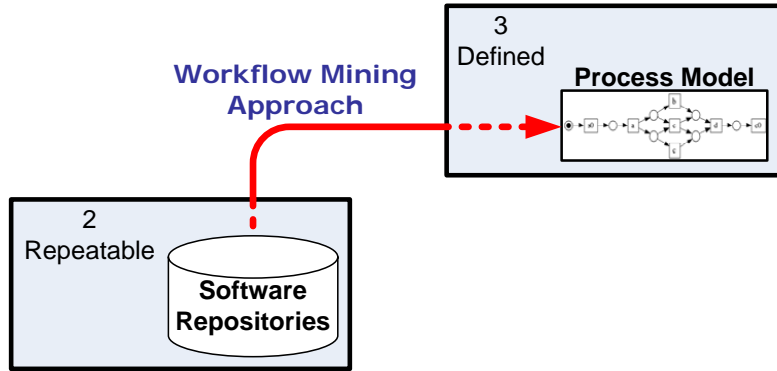 3
Defined
Process Model
Workflow Mining
Approach
b
a
c
d
2
Repeatable
Software
Repositories